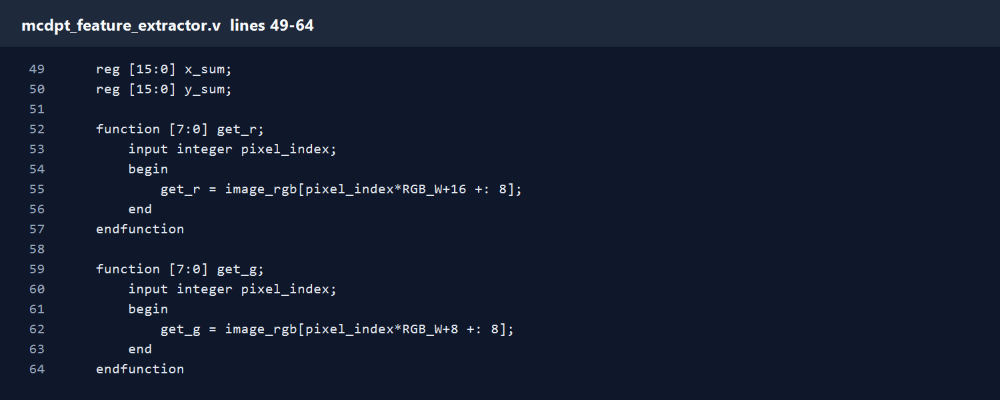 mcdpt_feature_extractor.v  lines 49-64
49      reg [15:0] x_sum;
50      reg [15:0] y_sum;
51
52      function [7:0] get_r;
53          input integer pixel_index;
54          begin
55              get_r = image_rgb[pixel_index*RGB_W+16 +: 8];
56          end
57      endfunction
58
59      function [7:0] get_g;
60          input integer pixel_index;
61          begin
62              get_g = image_rgb[pixel_index*RGB_W+8 +: 8];
63          end
64      endfunction